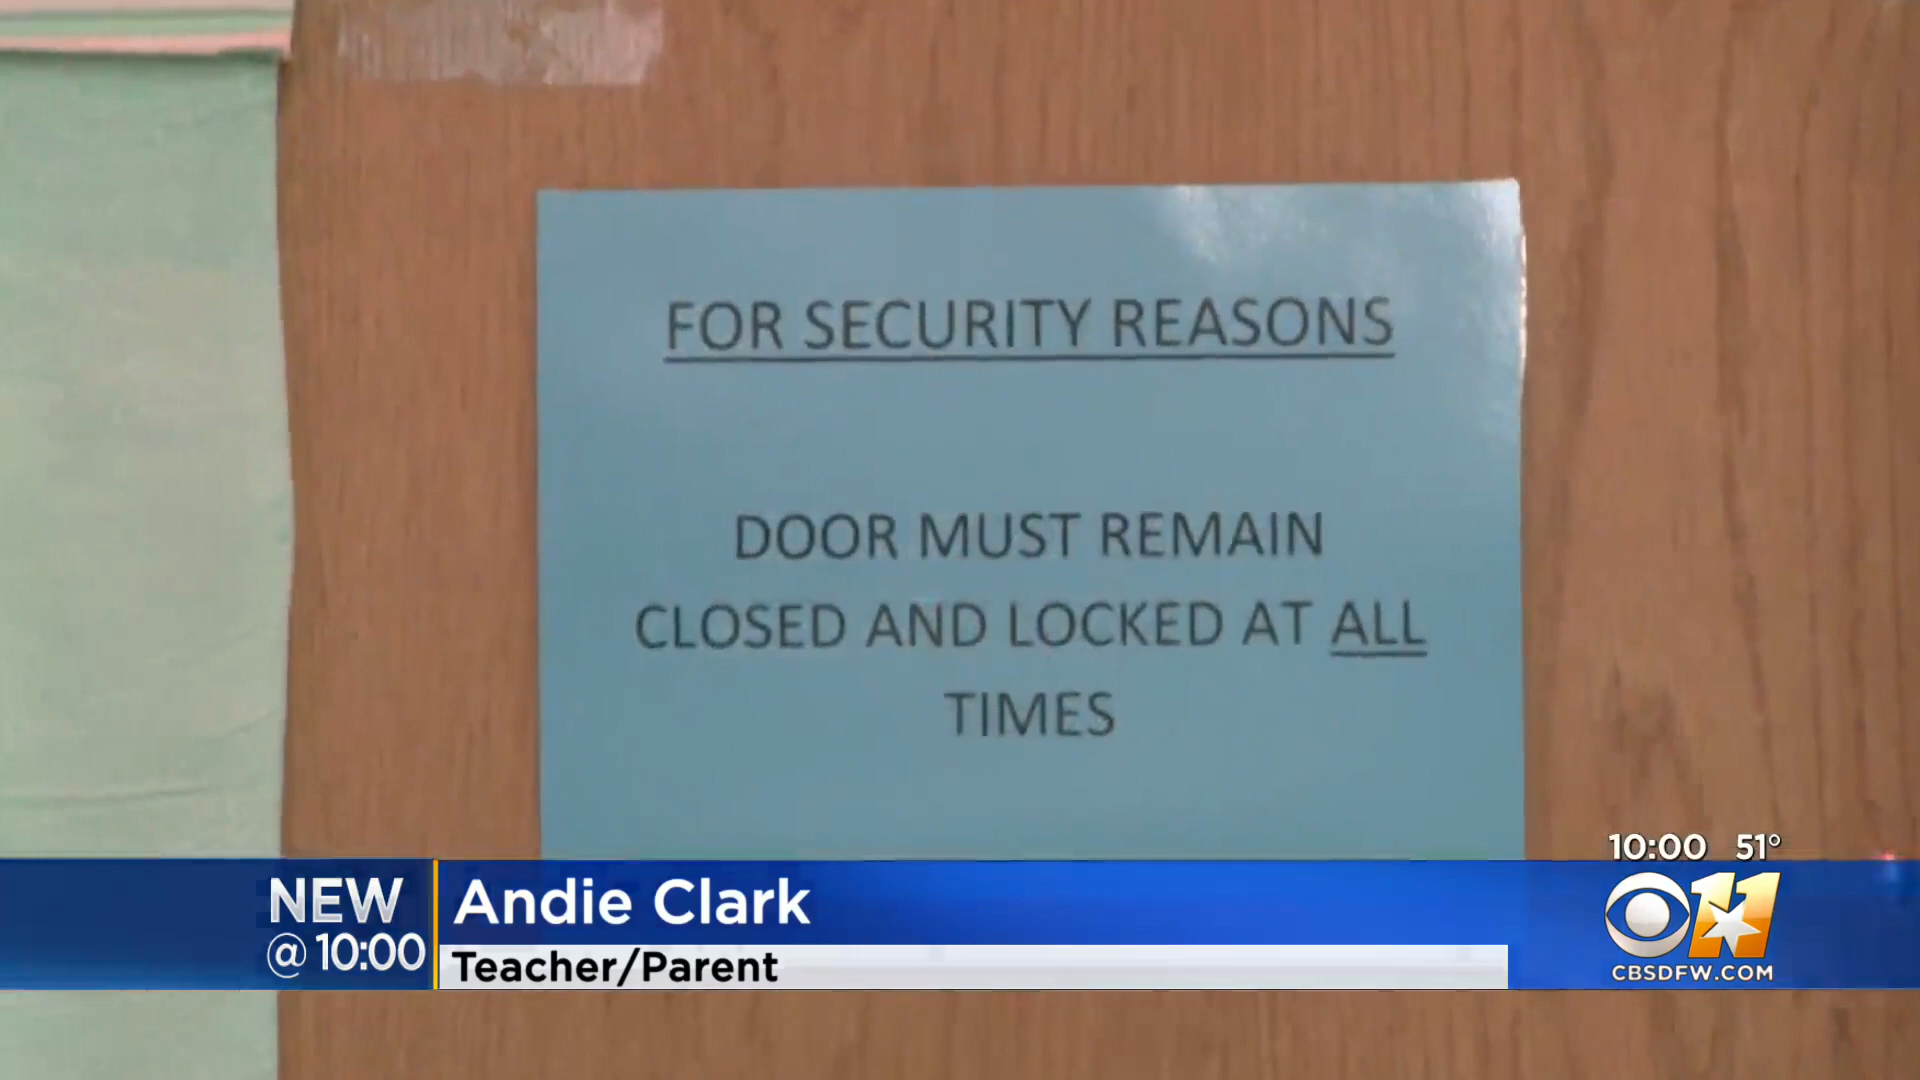 FOR SECURITY REASONS
DOOR MUST REMAIN
CLOSED AND LOCKED AT ALL
TIMES
10:00 51°
NEW
@ 10:00
Andie Clark
Teacher/Parent
11
CBSDFW.COM